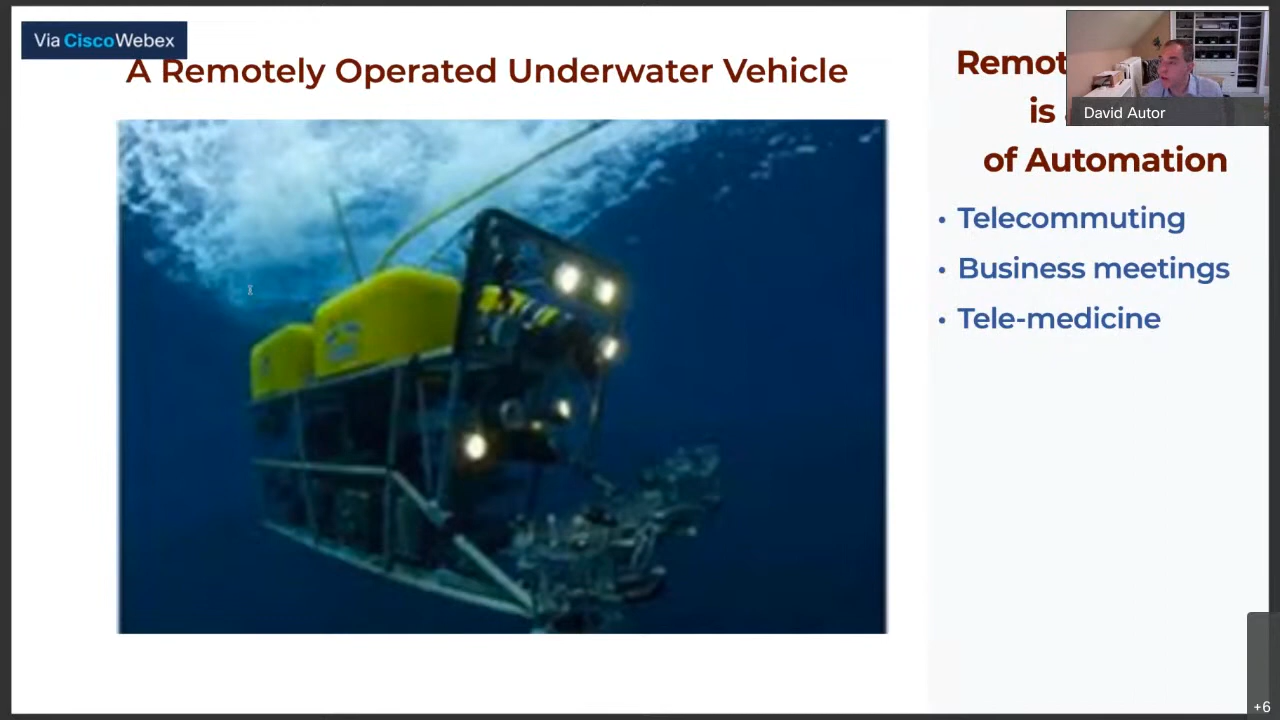 Via CiscoWebex
A Remotely Operated Underwater Vehicle
Remot
is
of Automation
• Telecommuting
• Business meetings
• Tele-medicine
David Autor
+6